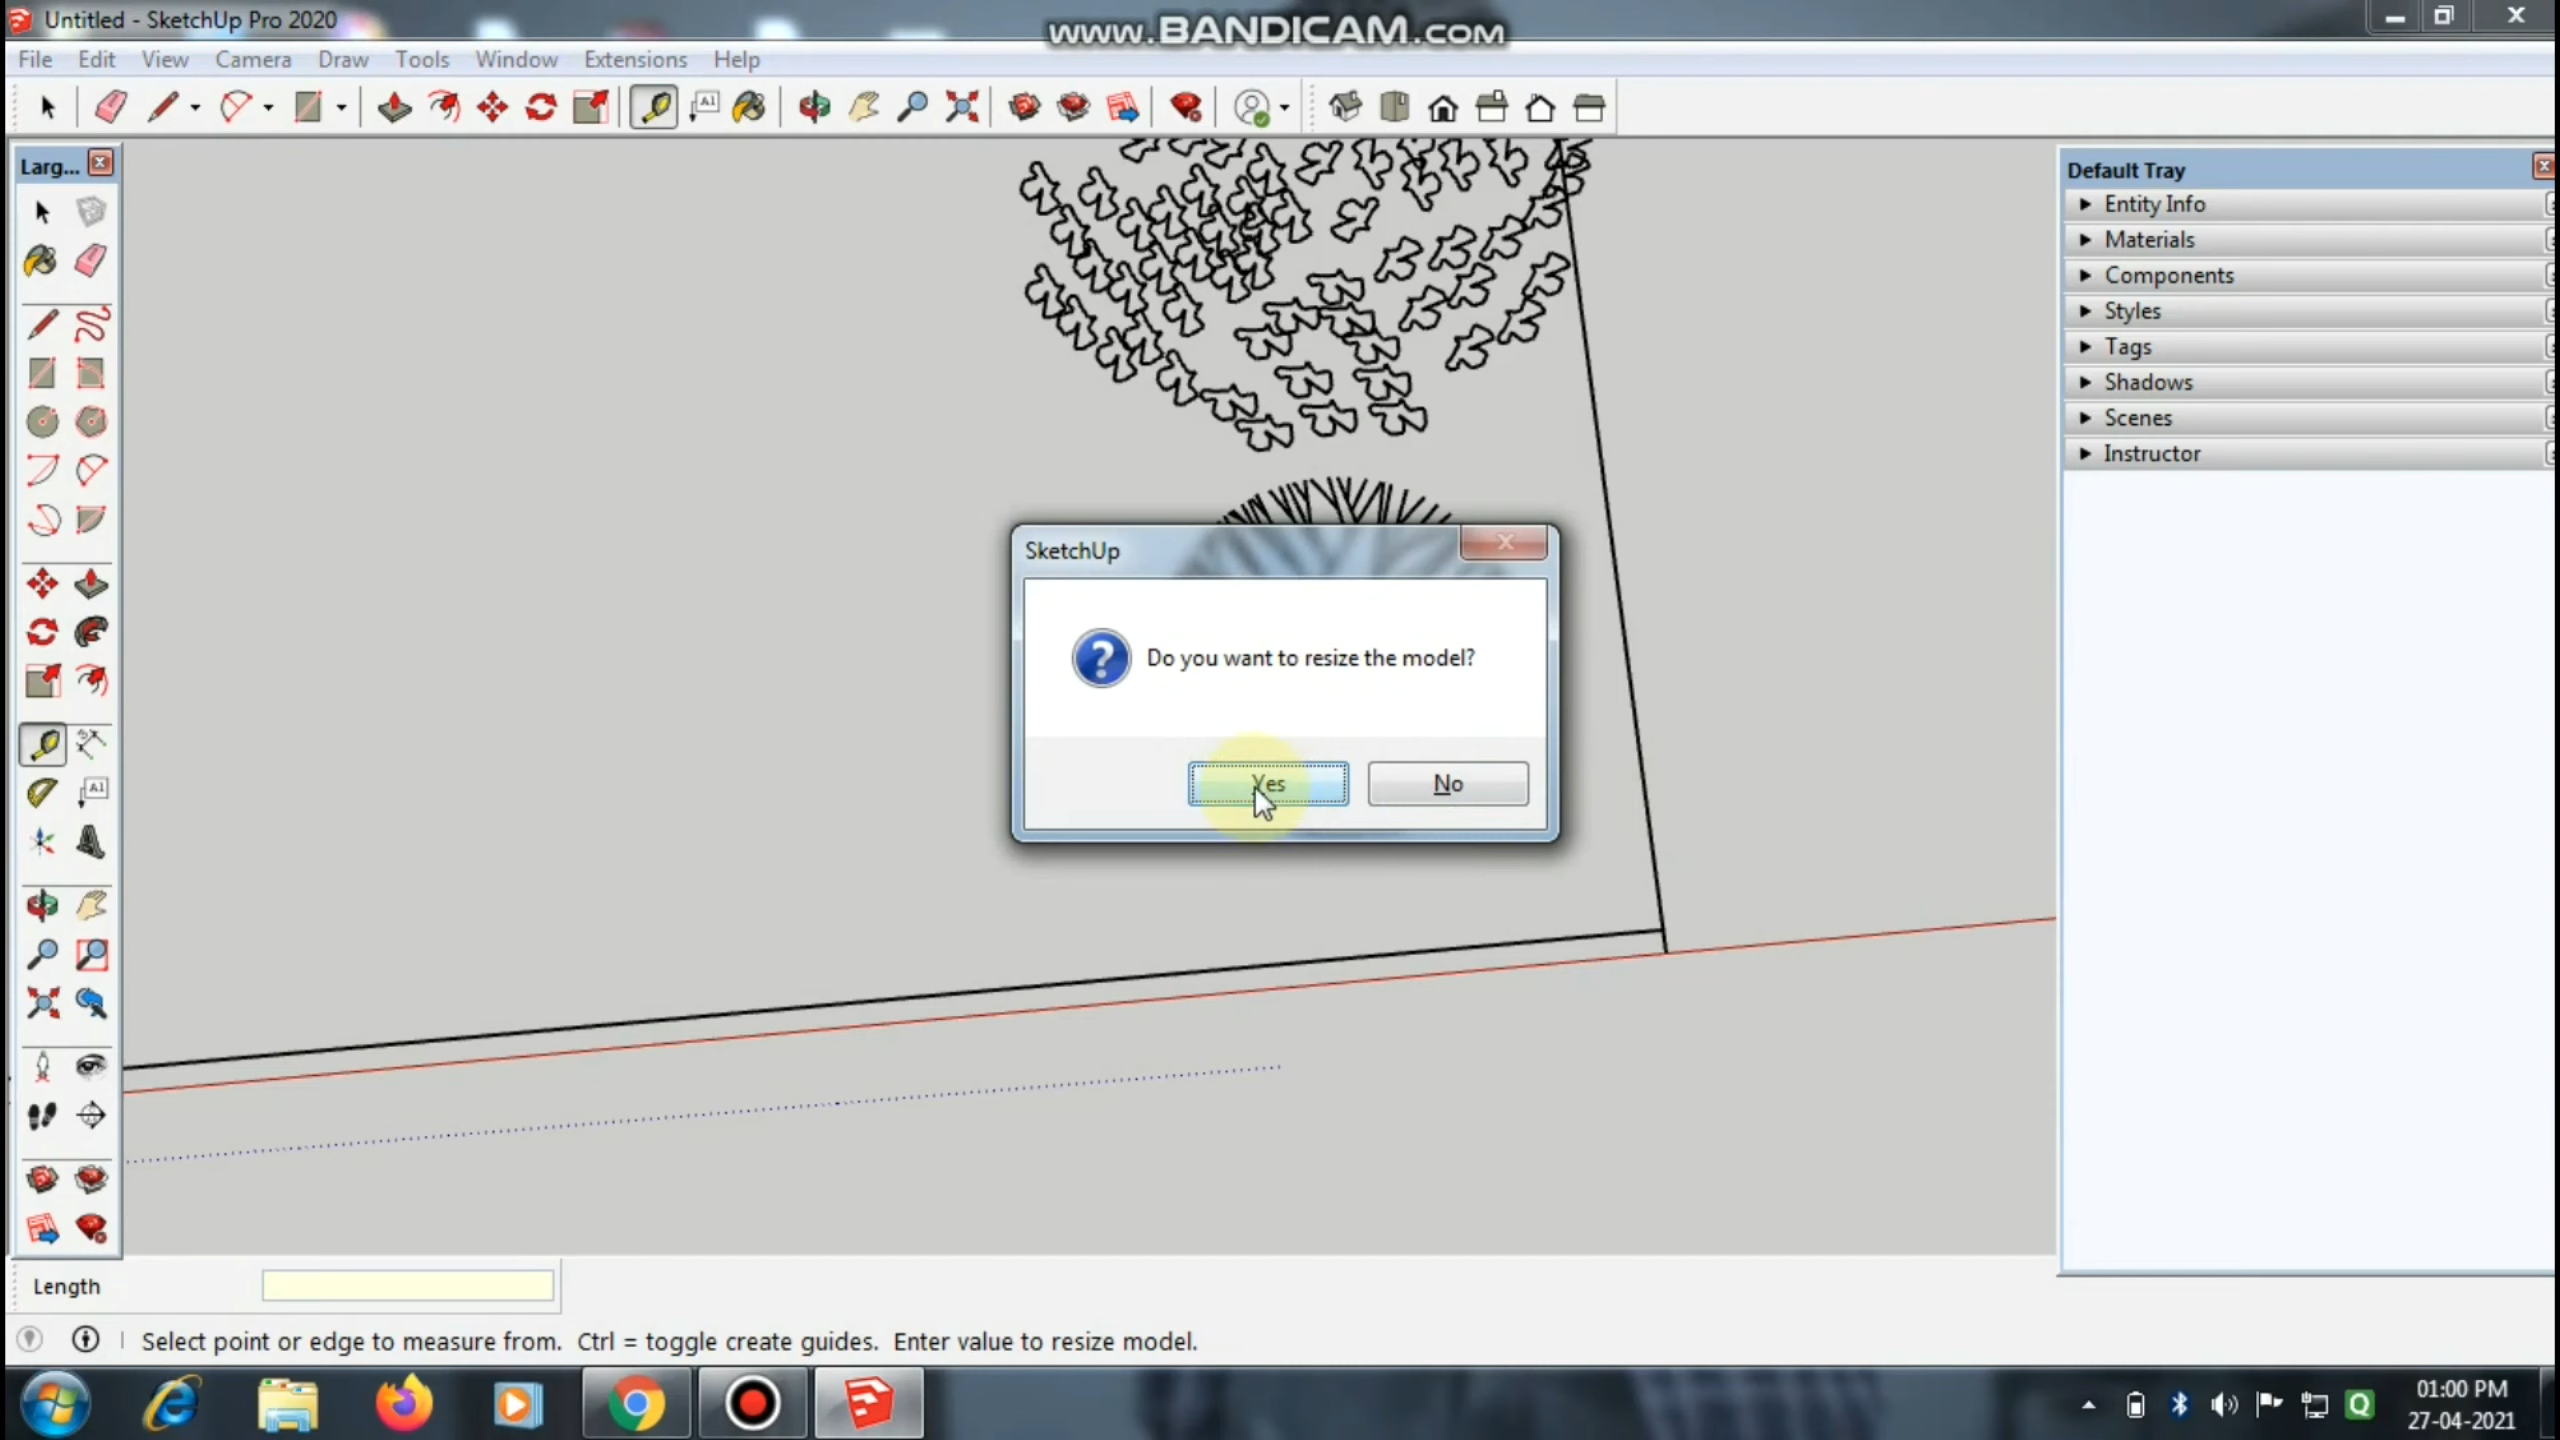 Untitled - SketchUp Pro 2020
www.BANDICAM.com
File Edit View Camera Draw Tools Window Extensions Help
A1
Larg...
A1
Default Tray
Entity Info
Materials
Components
Styles
Tags
Shadows
Scenes
Instructor
SketchUp
Do you want to resize the model?
Yes
No
Length
Select point or edge to measure from. Ctrl = toggle create guides. Enter value to resize model.
01:00 PM
27-04-2021